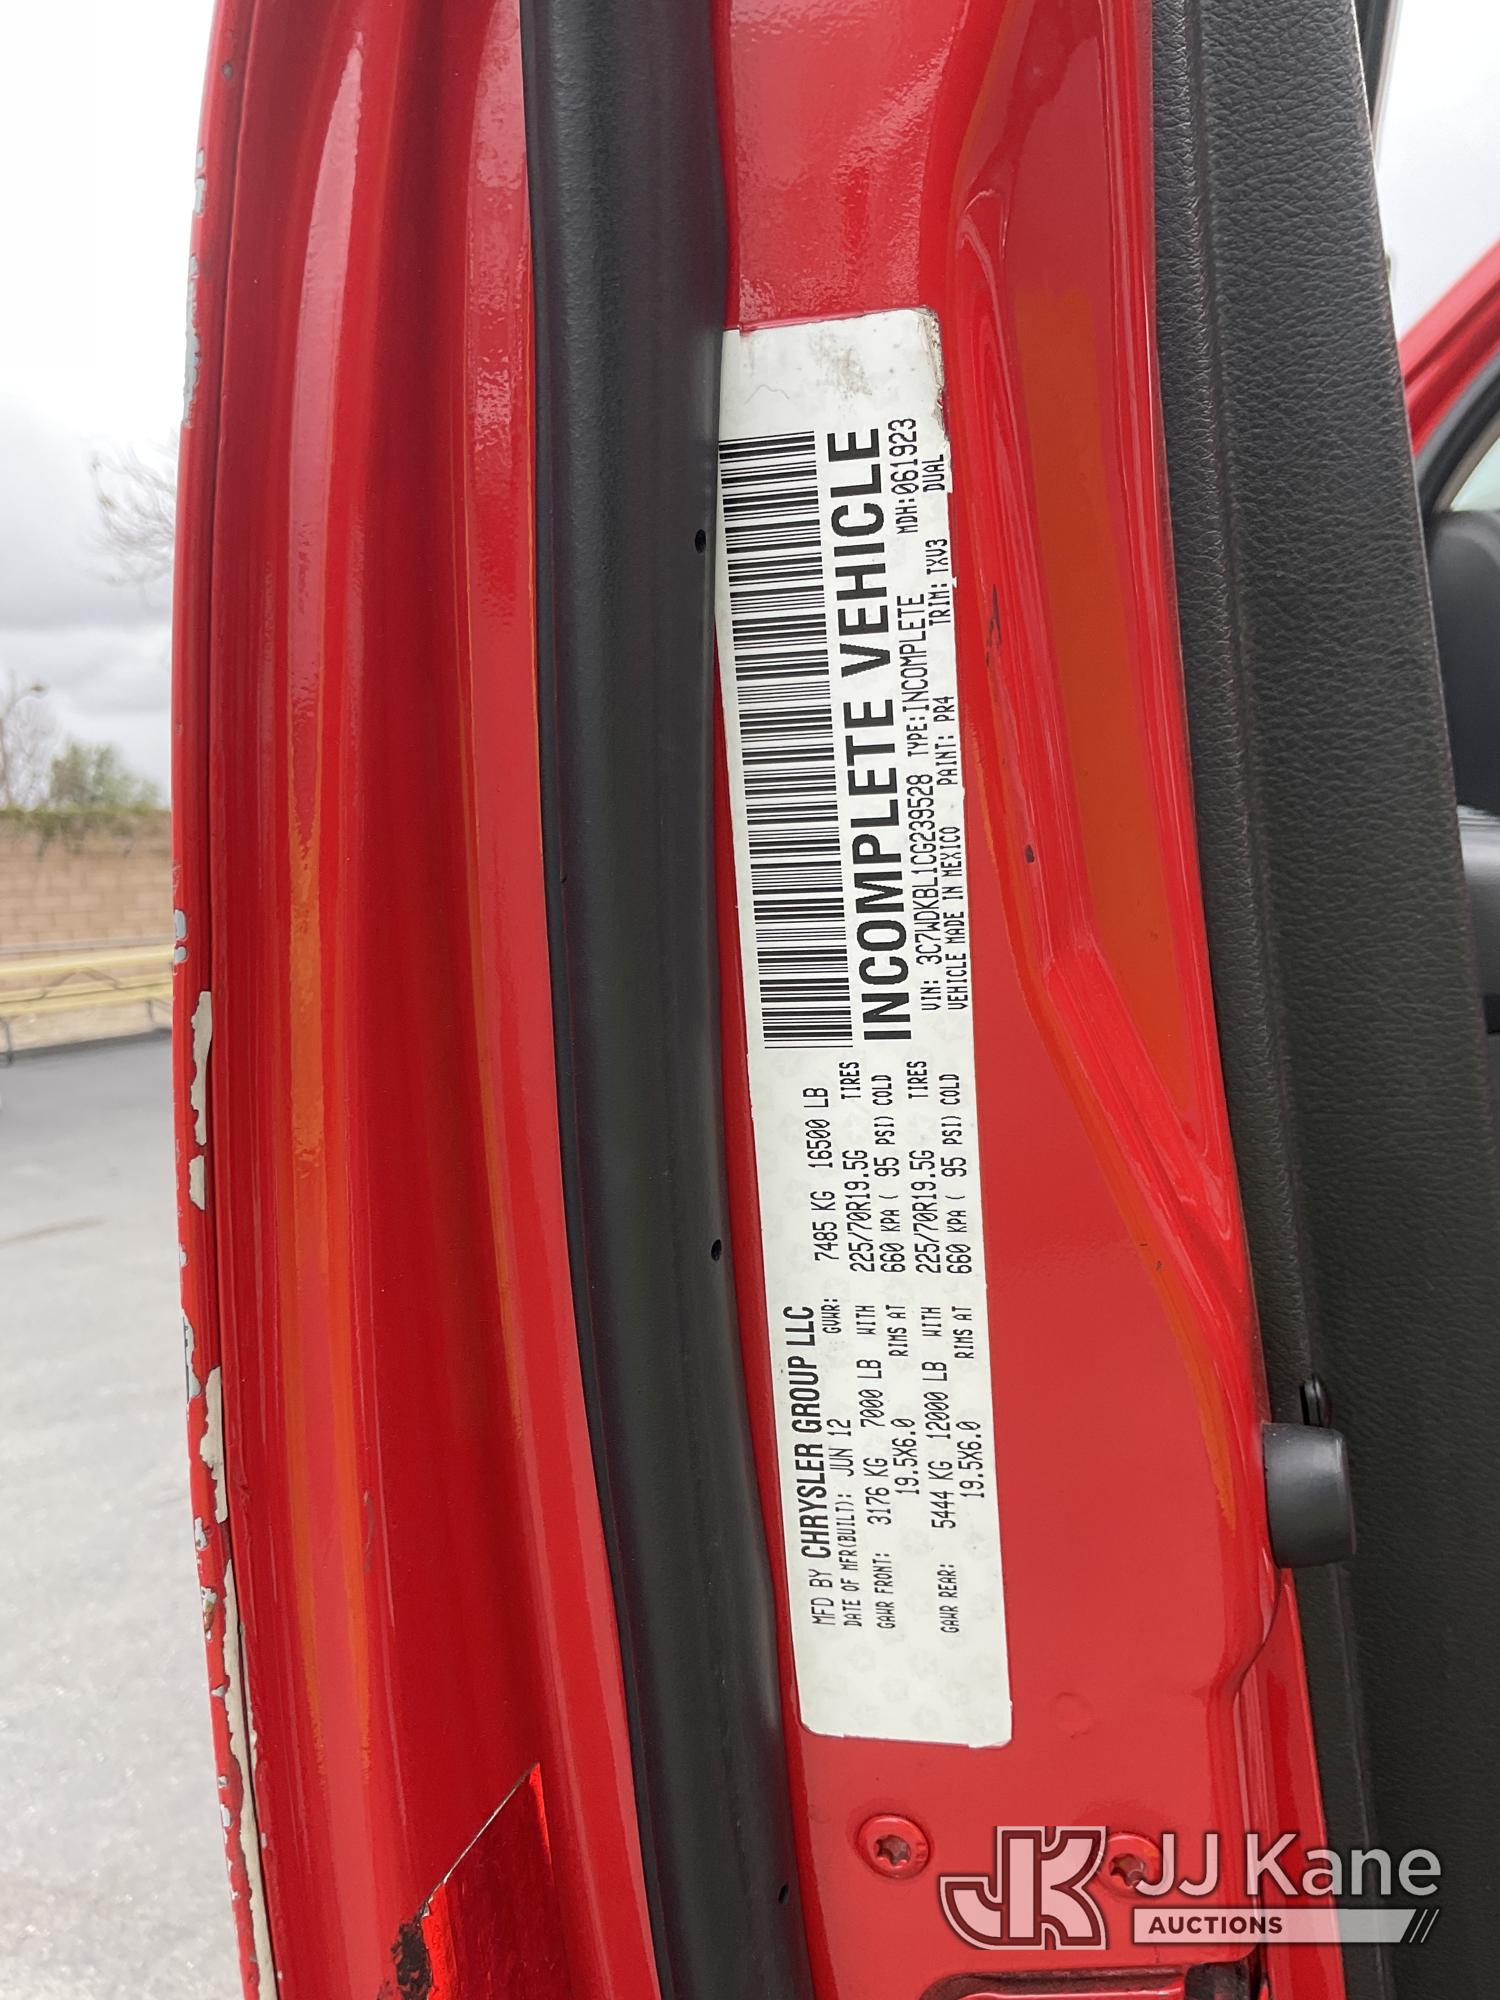 MFD BY CHRYSLER GROUP LLC
DATE OF MFR(BUILT): JUN 12 GVWR: 7485 KG 16500 LB
GAWR FRONT: 3176 KG 7000 LB WITH 225/70R19.5G TIRES
19.5X6.0 RIMS AT 660 KPA ( 95 PSI) COLD
GAWR REAR: 5444 KG 12000 LB WITH 225/70R19.5G TIRES
19.5X6.0 RIMS AT 660 KPA ( 95 PSI) COLD
INCOMPLETE VEHICLE
MDH:061923
VIN: 3C7WDKBL1CG239528 TYPE:INCOMPLETE DUAL
VEHICLE MADE IN MEXICO PAINT: PR4 TRIM: TXV3
JK JJ Kane
AUCTIONS